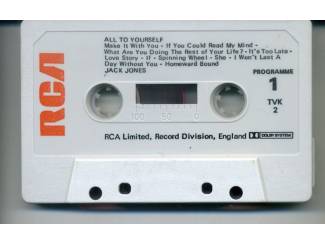 ALL TO YOURSELF
Make It With You - If You Could Read My Mind -
What Are You Doing The Rest of Your Life? - It's Too Late -
Love Story - If - Spinning Wheel - She - I Won't Last A
Day Without You - Homeward Bound
JACK JONES
PROGRAMME
1
TVK
2
RCA
100 50 0
RCA Limited, Record Division, England DOLBY SYSTEM